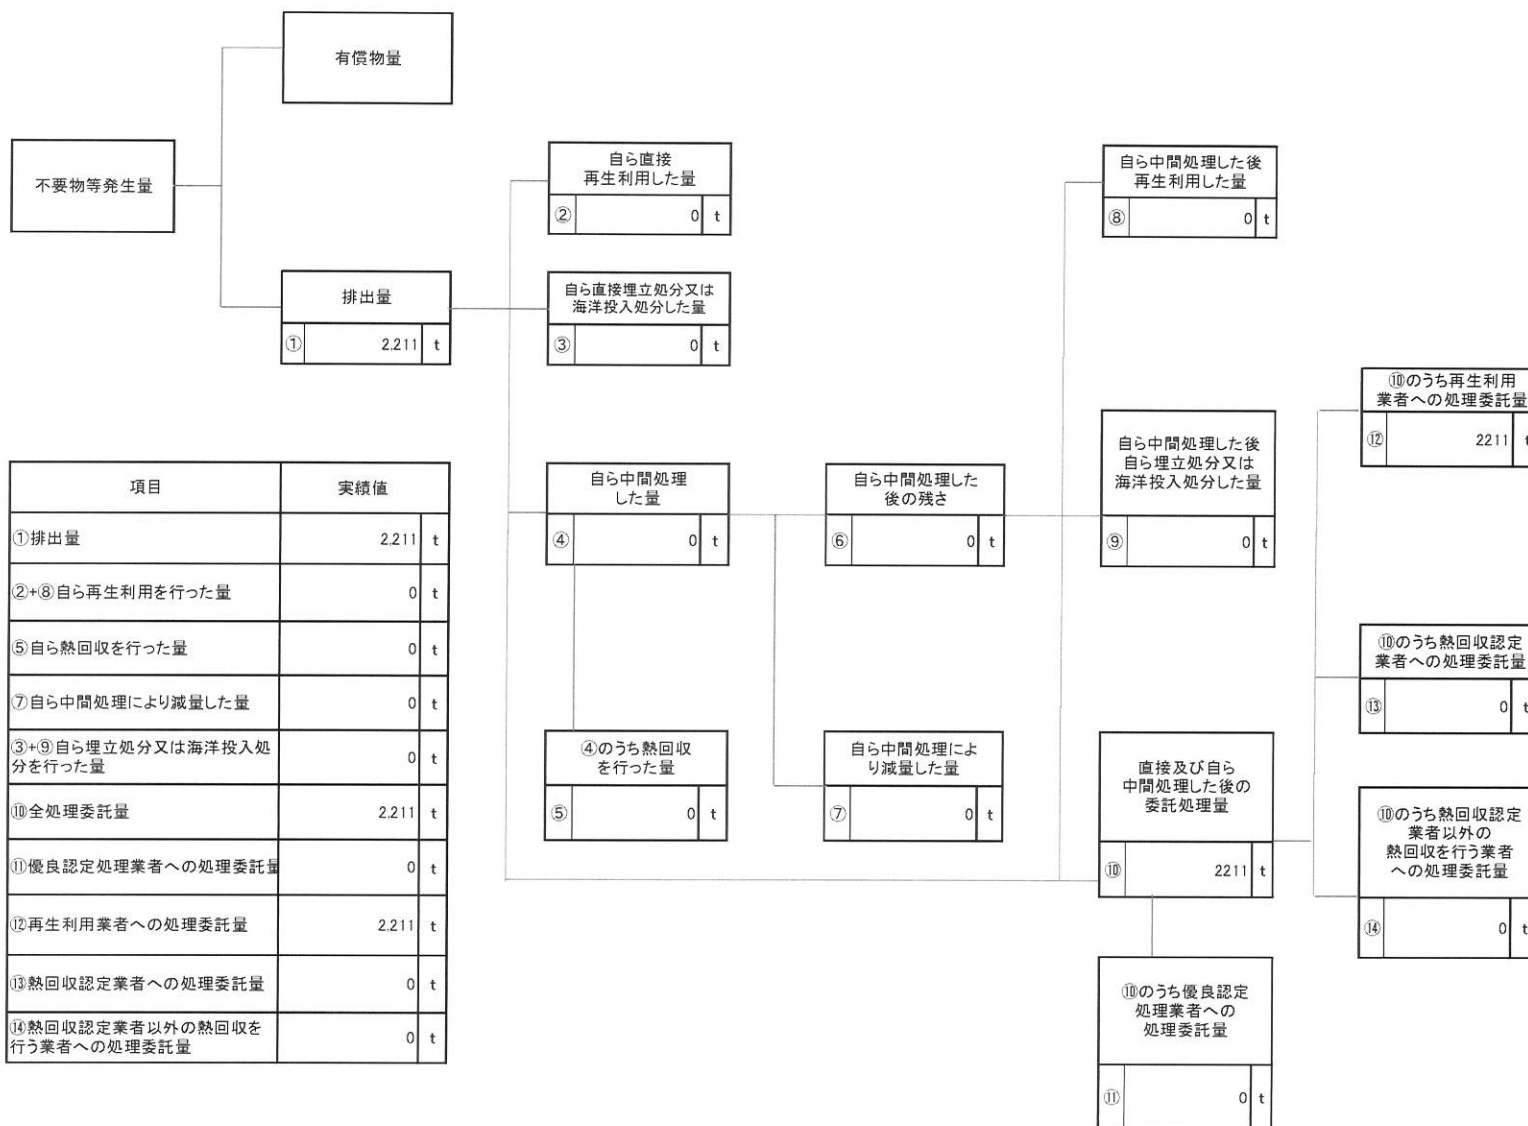 有償物量
不要物等発生量
排出量
① 2,211 t
自ら直接
再生利用した量
② 0 t
自ら直接埋立処分又は
海洋投入処分した量
③ 0 t
自ら中間処理
した量
④ 0 t
④のうち熱回収
を行った量
⑤ 0 t
自ら中間処理した
後の残さ
⑥ 0 t
自ら中間処理によ
り減量した量
⑦ 0 t
自ら中間処理した後
再生利用した量
⑧ 0 t
自ら中間処理した後
自ら埋立処分又は
海洋投入処分した量
⑨ 0 t
直接及び自ら
中間処理した後の
委託処理量
⑩ 2211 t
⑩のうち優良認定
処理業者への
処理委託量
⑪ 0 t
⑩のうち再生利用
業者への処理委託量
⑫ 2211 t
⑩のうち熱回収認定
業者への処理委託量
⑬ 0 t
⑩のうち熱回収認定
業者以外の
熱回収を行う業者
への処理委託量
⑭ 0 t
項目 実績値
①排出量 2,211 t
②+⑧自ら再生利用を行った量 0 t
⑤自ら熱回収を行った量 0 t
⑦自ら中間処理により減量した量 0 t
③+⑨自ら埋立処分又は海洋投入処
分を行った量 0 t
⑩全処理委託量 2,211 t
⑪優良認定処理業者への処理委託量 0 t
⑫再生利用業者への処理委託量 2,211 t
⑬熱回収認定業者への処理委託量 0 t
⑭熱回収認定業者以外の熱回収を
行う業者への処理委託量 0 t